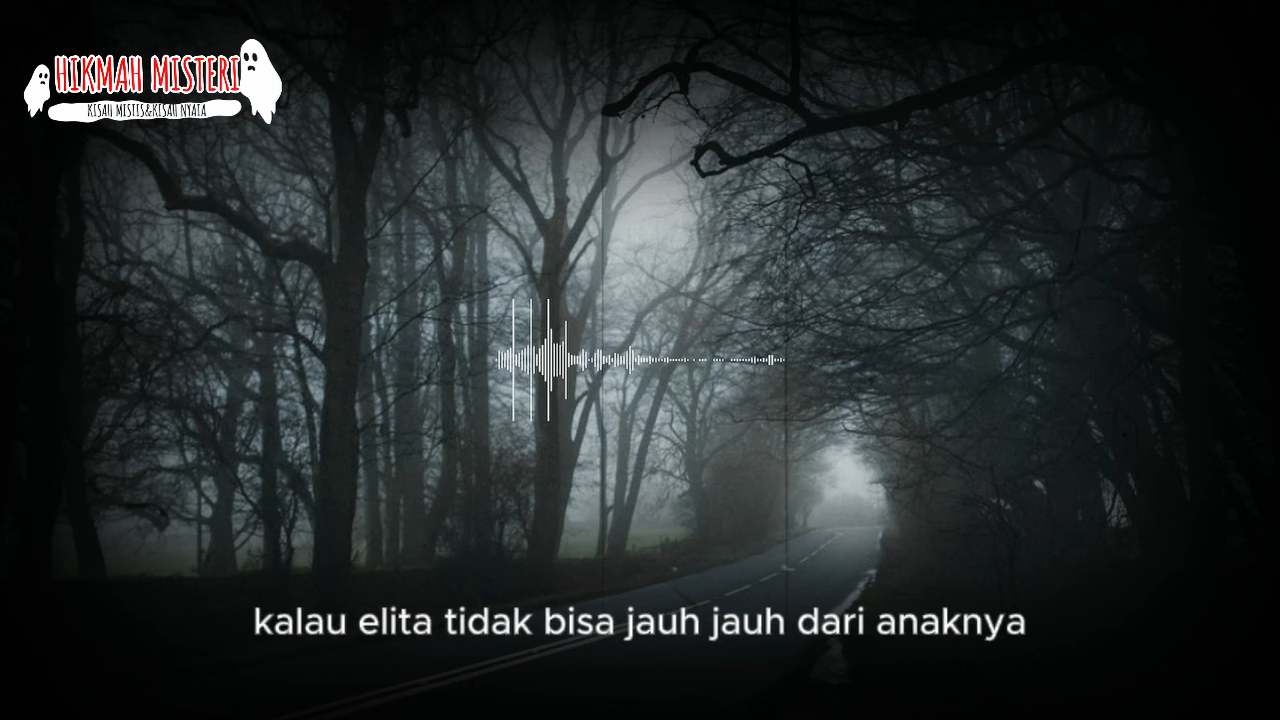 HIKMAH MISTERI
KISAH MISTIS&KISAH NYATA
kalau elita tidak bisa jauh jauh dari anaknya